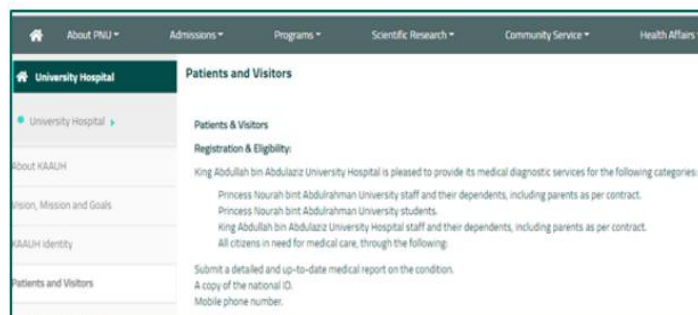 About PNU
Admissions
Programs
Scientific Research
Community Service
Health Affairs
University Hospital
Patients and Visitors
University Hospital
Patients & Visitors
Registration & Eligibility:
About KAAUH
King Abdullah bin Abdulaziz University Hospital is pleased to provide its medical diagnostic services for the following categories:
Vision, Mission and Goals
Princess Nourah bint Abdulrahman University staff and their dependents, including parents as per contract.
Princess Nourah bint Abdulrahman University students.
KAAUH Identity
King Abdullah bin Abdulaziz University Hospital staff and their dependents, including parents as per contract.
All citizens in need for medical care, through the following:
Patients and Visitors
Submit a detailed and up-to-date medical report on the condition.
A copy of the national ID.
Mobile phone number.